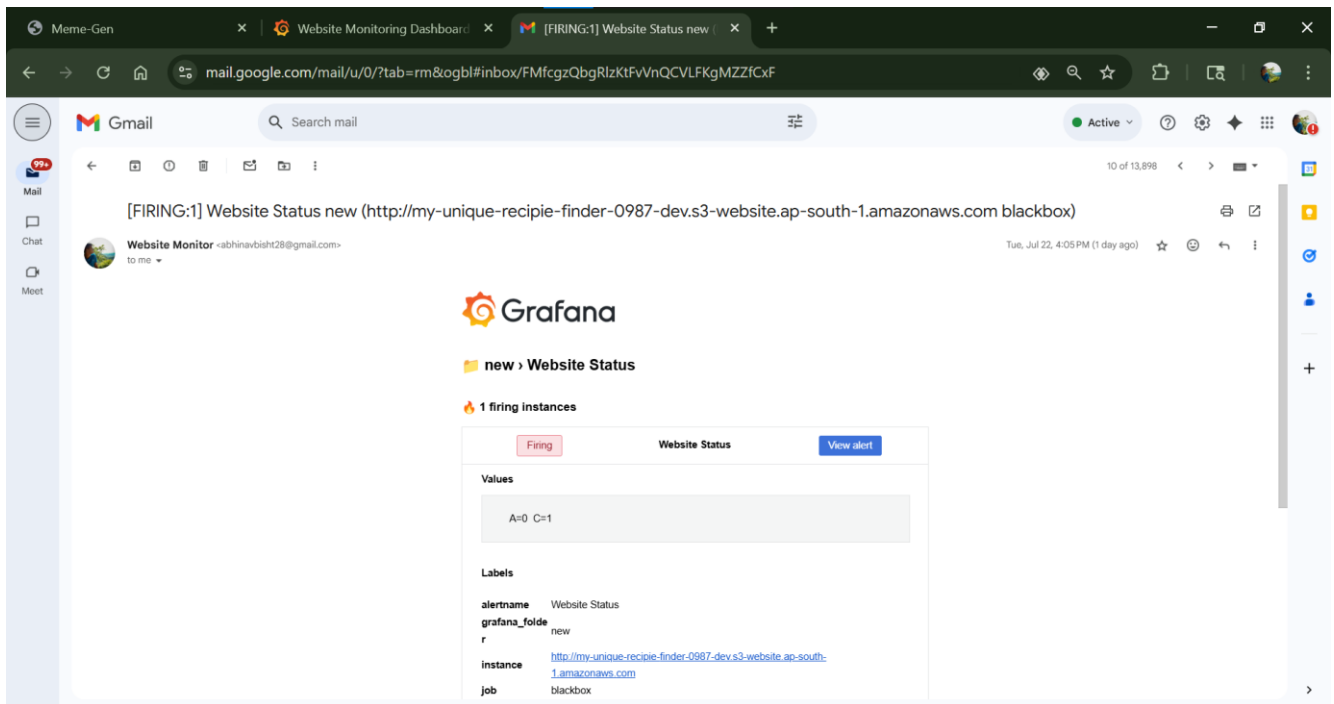 Meme-Gen
Website Monitoring Dashboard
[FIRING:1] Website Status new (
mail.google.com/mail/u/0/?tab=rm&ogbl#inbox/FMfcgzQbgRlzKtFvVnQCVLFKgMZZfCxF
Gmail
Search mail
Active
99+
Mail
Chat
Meet
10 of 13,898
31
[FIRING:1] Website Status new (http://my-unique-recipie-finder-0987-dev.s3-website.ap-south-1.amazonaws.com blackbox)
Website Monitor <abhinavbisht28@gmail.com>
Tue, Jul 22, 4:05 PM (1 day ago)
to me
Grafana
new › Website Status
1 firing instances
Firing
Website Status
View alert
Values
A=0 C=1
Labels
alertname Website Status
grafana_folde
r new
instance http://my-unique-recipie-finder-0987-dev.s3-website.ap-south-
1.amazonaws.com
job blackbox